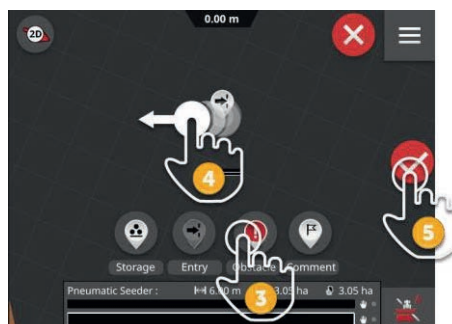 0.00 m
2D
4
5
Storage Entry Obstacle Comment
3
Pneumatic Seeder : 6.00 m 3.05 ha 3.05 ha